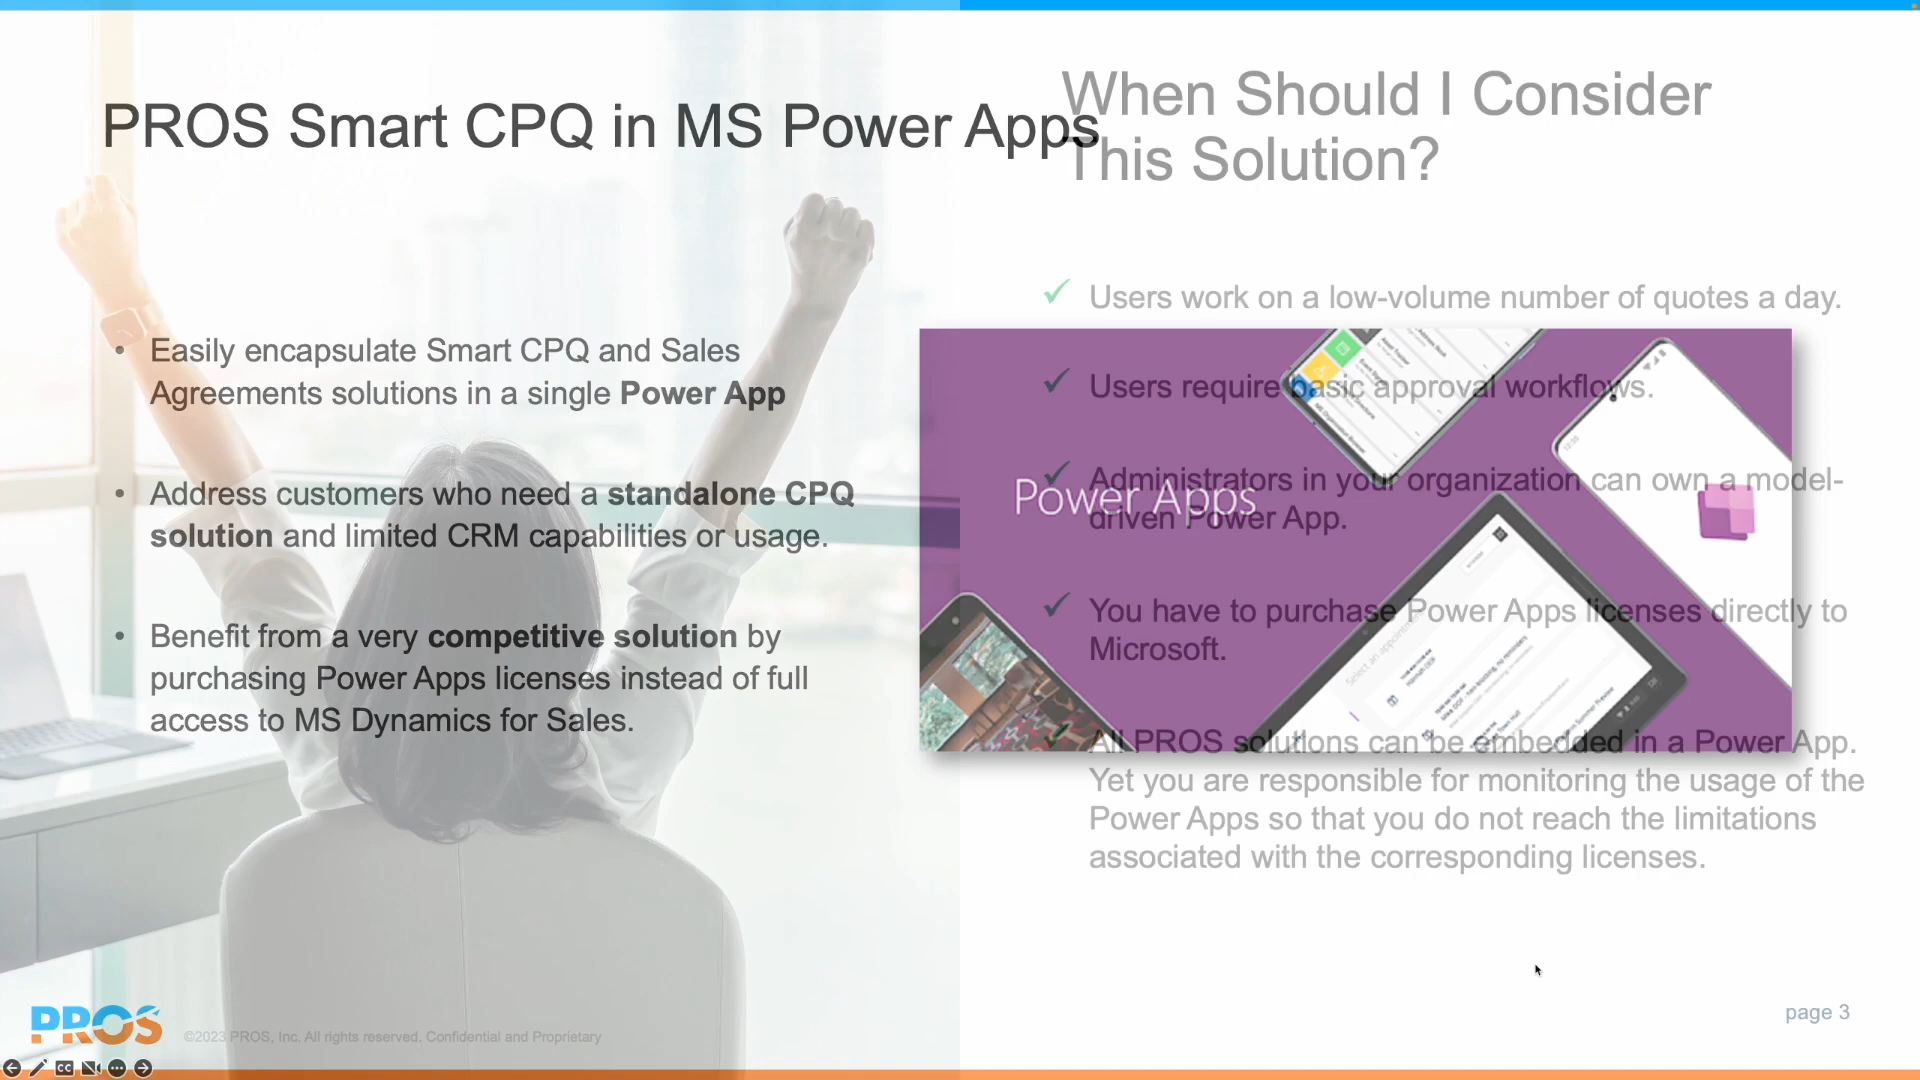 PROS Smart CPQ in MS Power Apps
• Easily encapsulate Smart CPQ and Sales
Agreements solutions in a single Power App
• Address customers who need a standalone CPQ
solution and limited CRM capabilities or usage.
• Benefit from a very competitive solution by
purchasing Power Apps licenses instead of full
access to MS Dynamics for Sales.
When Should I Consider
This Solution?
✓ Users work on a low-volume number of quotes a day.
✓ Users require basic approval workflows.
✓ Administrators in your organization can own a model-
driven Power App.
✓ You have to purchase Power Apps licenses directly to
Microsoft.
All PROS solutions can be embedded in a Power App.
Yet you are responsible for monitoring the usage of the
Power Apps so that you do not reach the limitations
associated with the corresponding licenses.
Power Apps
PROS
©2023 PROS, Inc. All rights reserved. Confidential and Proprietary
page 3
CC